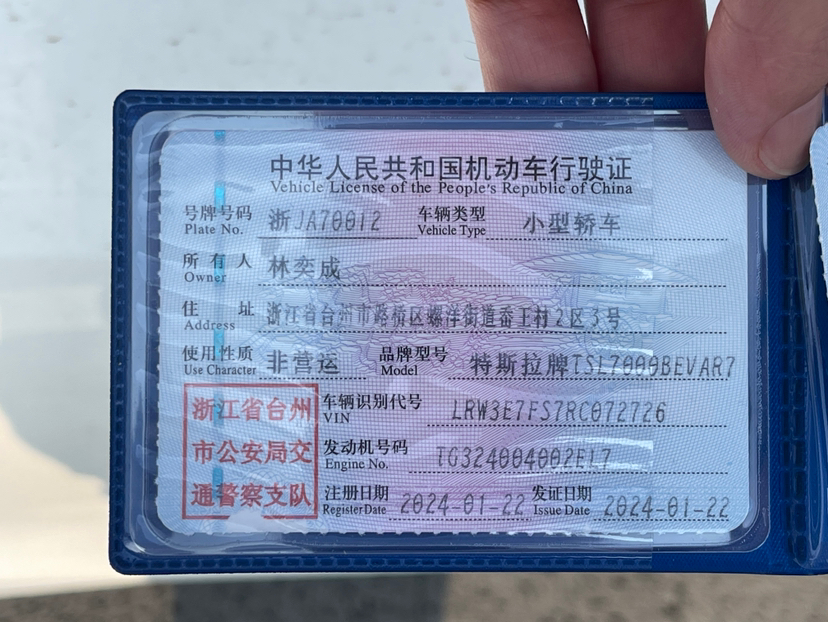 中华人民共和国机动车行驶证
Vehicle License of the People's Republic of China
号牌号码 浙JA70012 车辆类型 小型轿车
Plate No. Vehicle Type
所有人 林奕成
Owner
住址 浙江省台州市路桥区螺洋街道畚王村2区3号
Address
使用性质 非营运 品牌型号 特斯拉牌TSL7000BEVAR7
Use Character Model
浙江省台州 车辆识别代号 LRW3E7FS7RC072726
VIN
市公安局交 发动机号码 TG324004002EL7
Engine No.
通警察支队 注册日期 2024-01-22 发证日期 2024-01-22
Register Date Issue Date